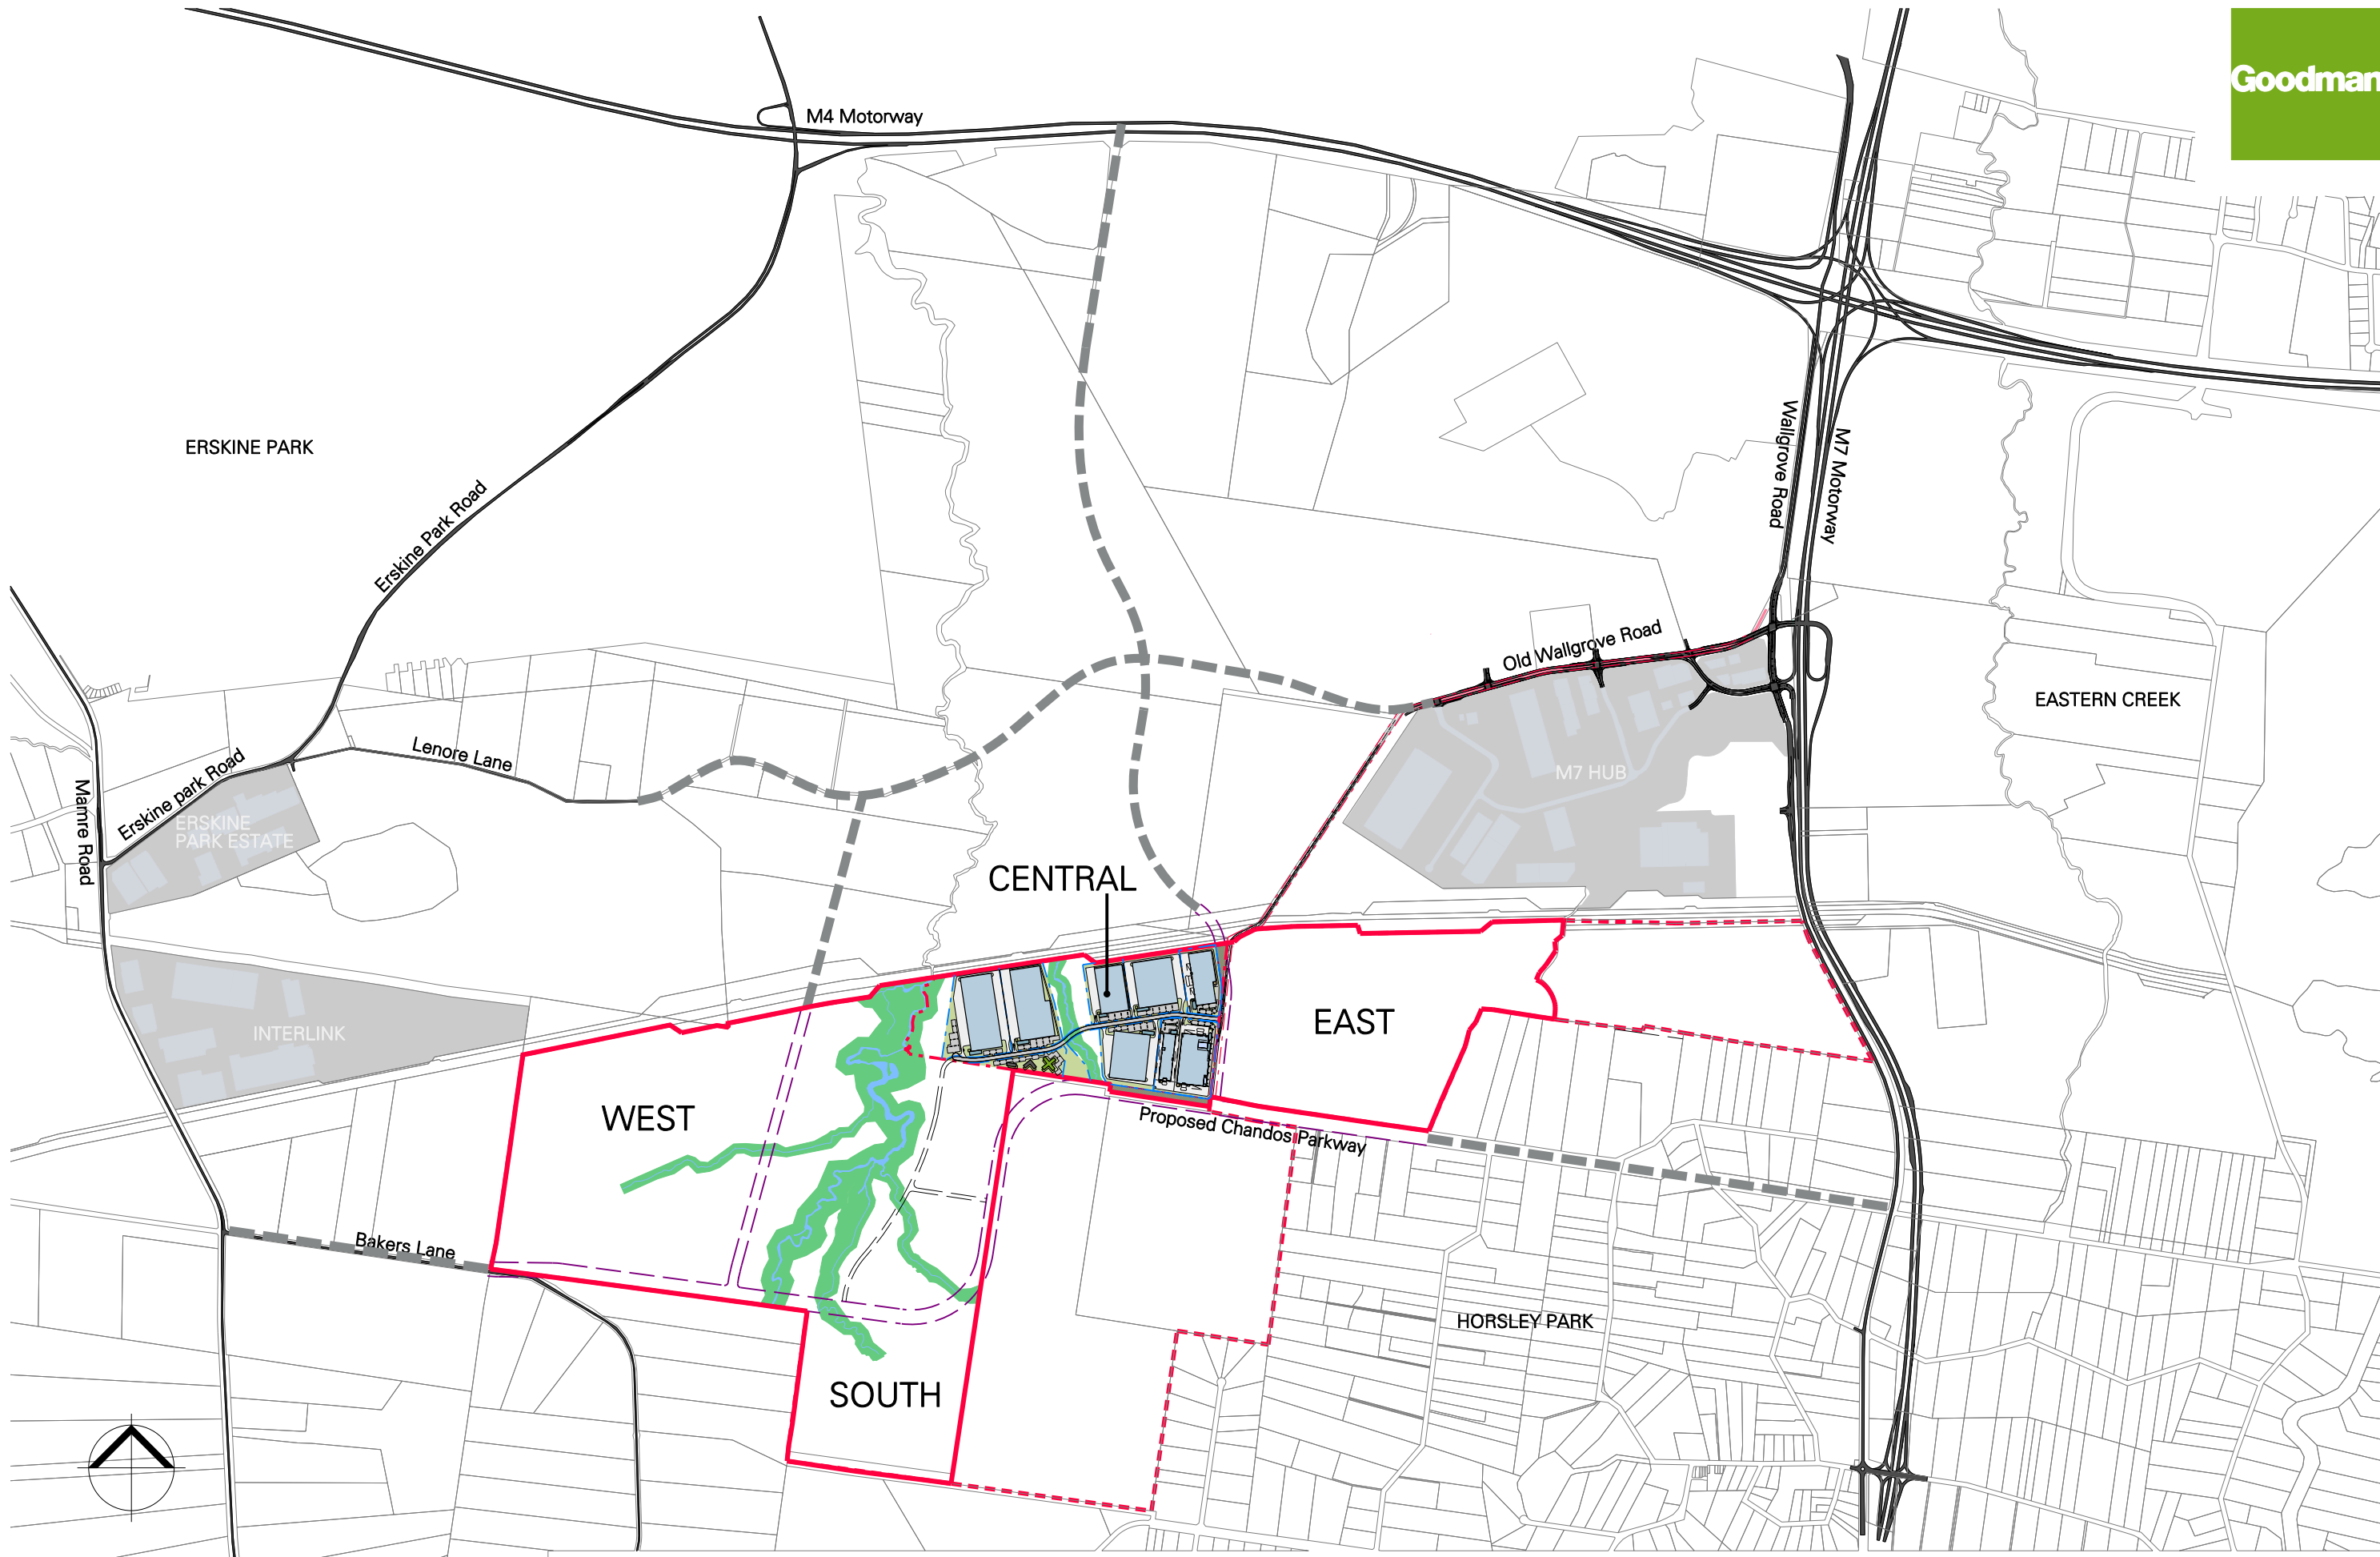 Goodman
M4 Motorway
ERSKINE PARK
Erskine Park Road
Wallgrove Road
M7 Motorway
Old Wallgrove Road
EASTERN CREEK
Lenore Lane
Erskine park Road
Mamre Road
M7 HUB
ERSKINE
PARK ESTATE
CENTRAL
INTERLINK
EAST
WEST
Proposed Chandos Parkway
Bakers Lane
HORSLEY PARK
SOUTH